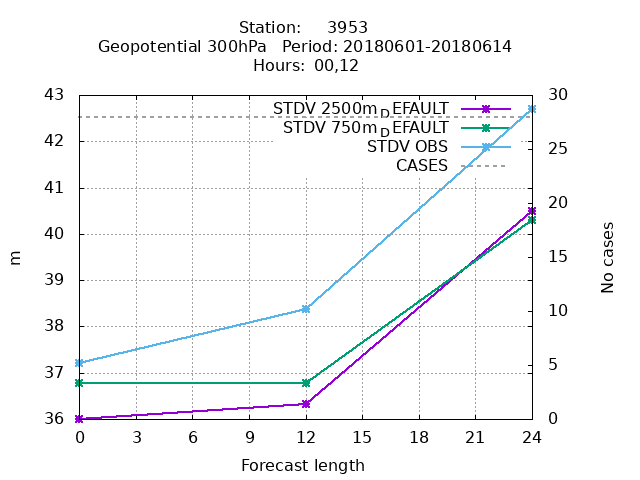 Station: 3953
Geopotential 300hPa Period: 20180601-20180614
Hours: 00,12
43
42
41
40
39
38
37
36
m
30
25
20
15
10
5
0
No cases
STDV 2500m_DEFAULT
STDV 750m_DEFAULT
STDV OBS
CASES
0 3 6 9 12 15 18 21 24
Forecast length